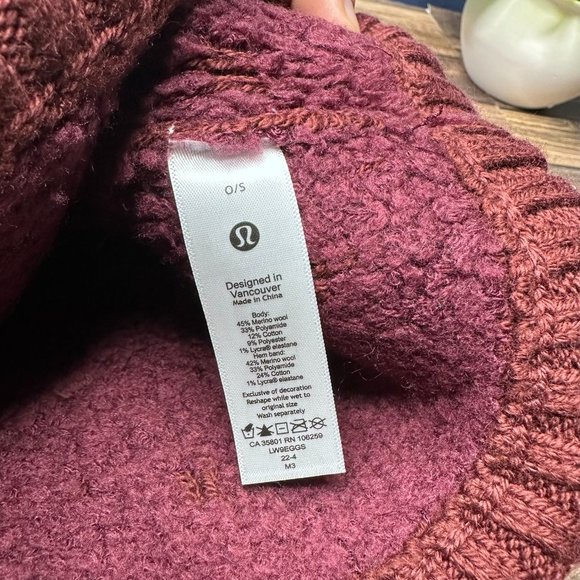 O/S
Designed in
Vancouver
Made in China
Body:
45% Merino wool
33% Polyamide
12% Cotton
9% Polyester
1% Lycra® elastane
Hem band:
42% Merino wool
33% Polyamide
24% Cotton
1% Lycra® elastane
Exclusive of decoration
Reshape while wet to
original size
Wash separately
CA 35801 RN 106259
LW9EGGS
22-4
M3